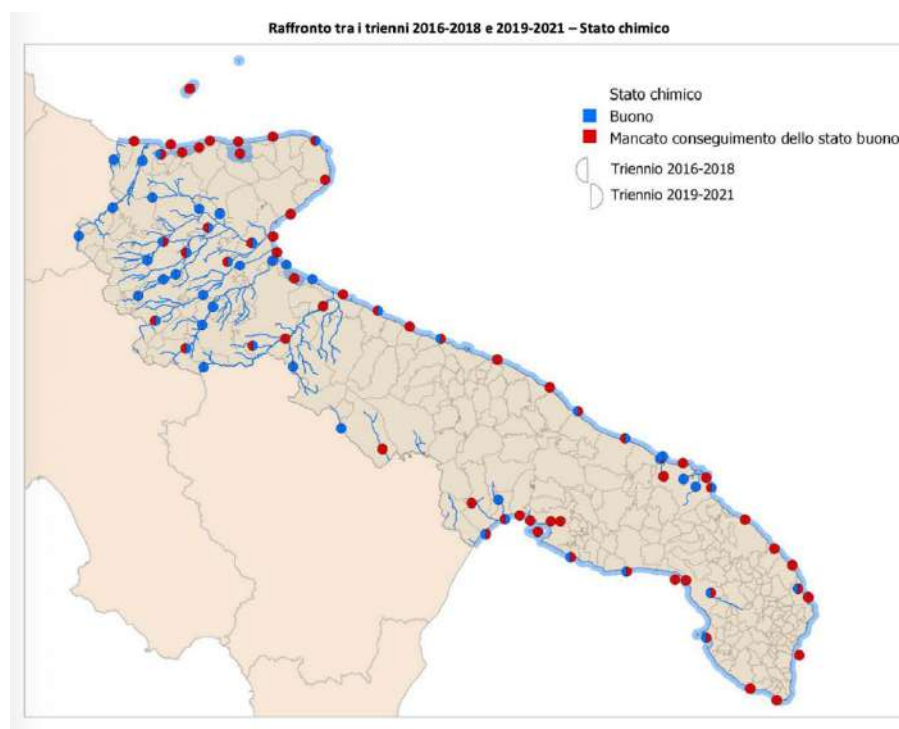 Raffronto tra i trienni 2016-2018 e 2019-2021 – Stato chimico
Stato chimico
Buono
Mancato conseguimento dello stato buono
Triennio 2016-2018
Triennio 2019-2021